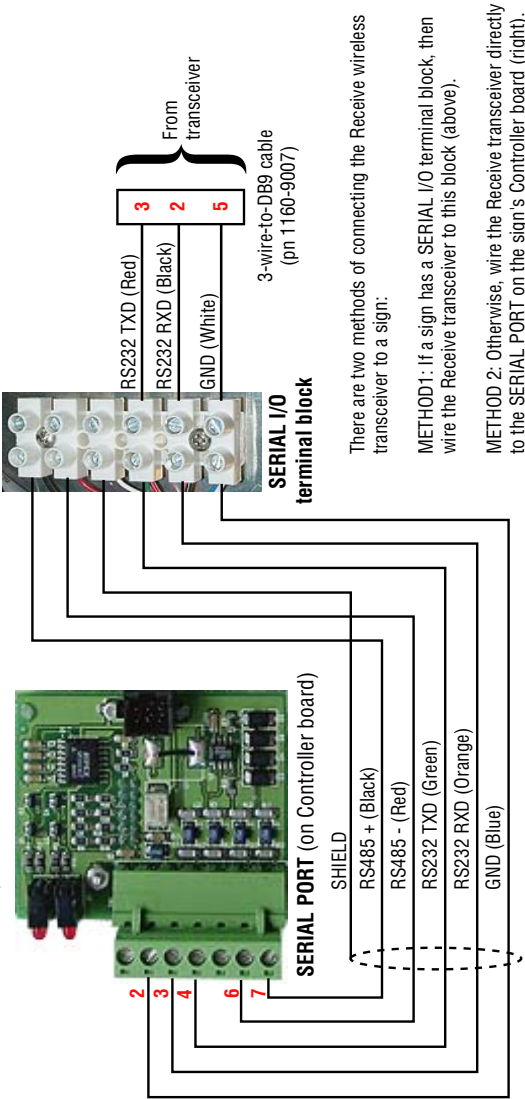 From
transceiver
3
2
5
3-wire-to-DB9 cable
(pn 1160-9007)
RS232 TXD (Red)
RS232 RXD (Black)
GND (White)
SERIAL I/O
terminal block
There are two methods of connecting the Receive wireless
transceiver to a sign:
METHOD1: If a sign has a SERIAL I/O terminal block, then
wire the Receive transceiver to this block (above).
METHOD 2: Otherwise, wire the Receive transceiver directly
to the SERIAL PORT on the sign's Controller board (right).
SERIAL PORT (on Controller board)
2
3
4
6
7
SHIELD
RS485 + (Black)
RS485 - (Red)
RS232 TXD (Green)
RS232 RXD (Orange)
GND (Blue)